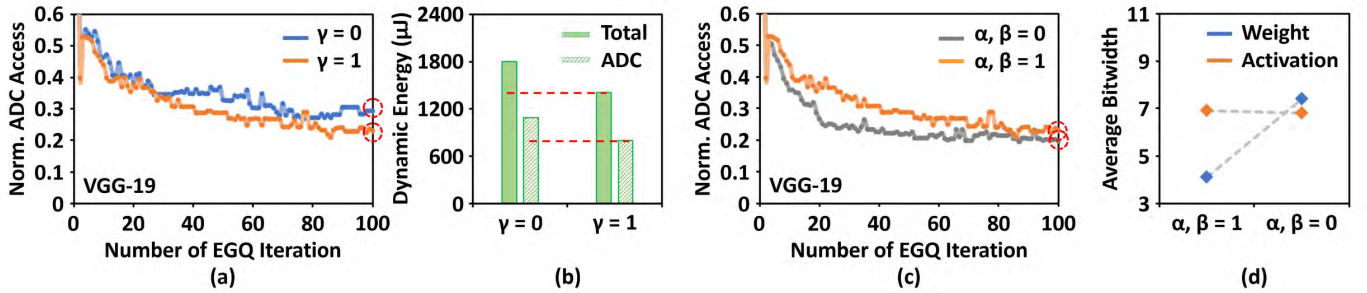 Norm. ADC Access
0.6
0.5
0.4
0.3
0.2
0.1
0
0
20
40
60
80
100
γ = 0
γ = 1
VGG-19
Number of EGQ Iteration
(a)
Dynamic Energy (μJ)
2400
1800
1200
600
0
Total
ADC
γ = 0
γ = 1
(b)
Norm. ADC Access
0.6
0.5
0.4
0.3
0.2
0.1
0
0
20
40
60
80
100
α, β = 0
α, β = 1
VGG-19
Number of EGQ Iteration
(c)
Average Bitwidth
11
9
7
5
3
Weight
Activation
α, β = 1
α, β = 0
(d)